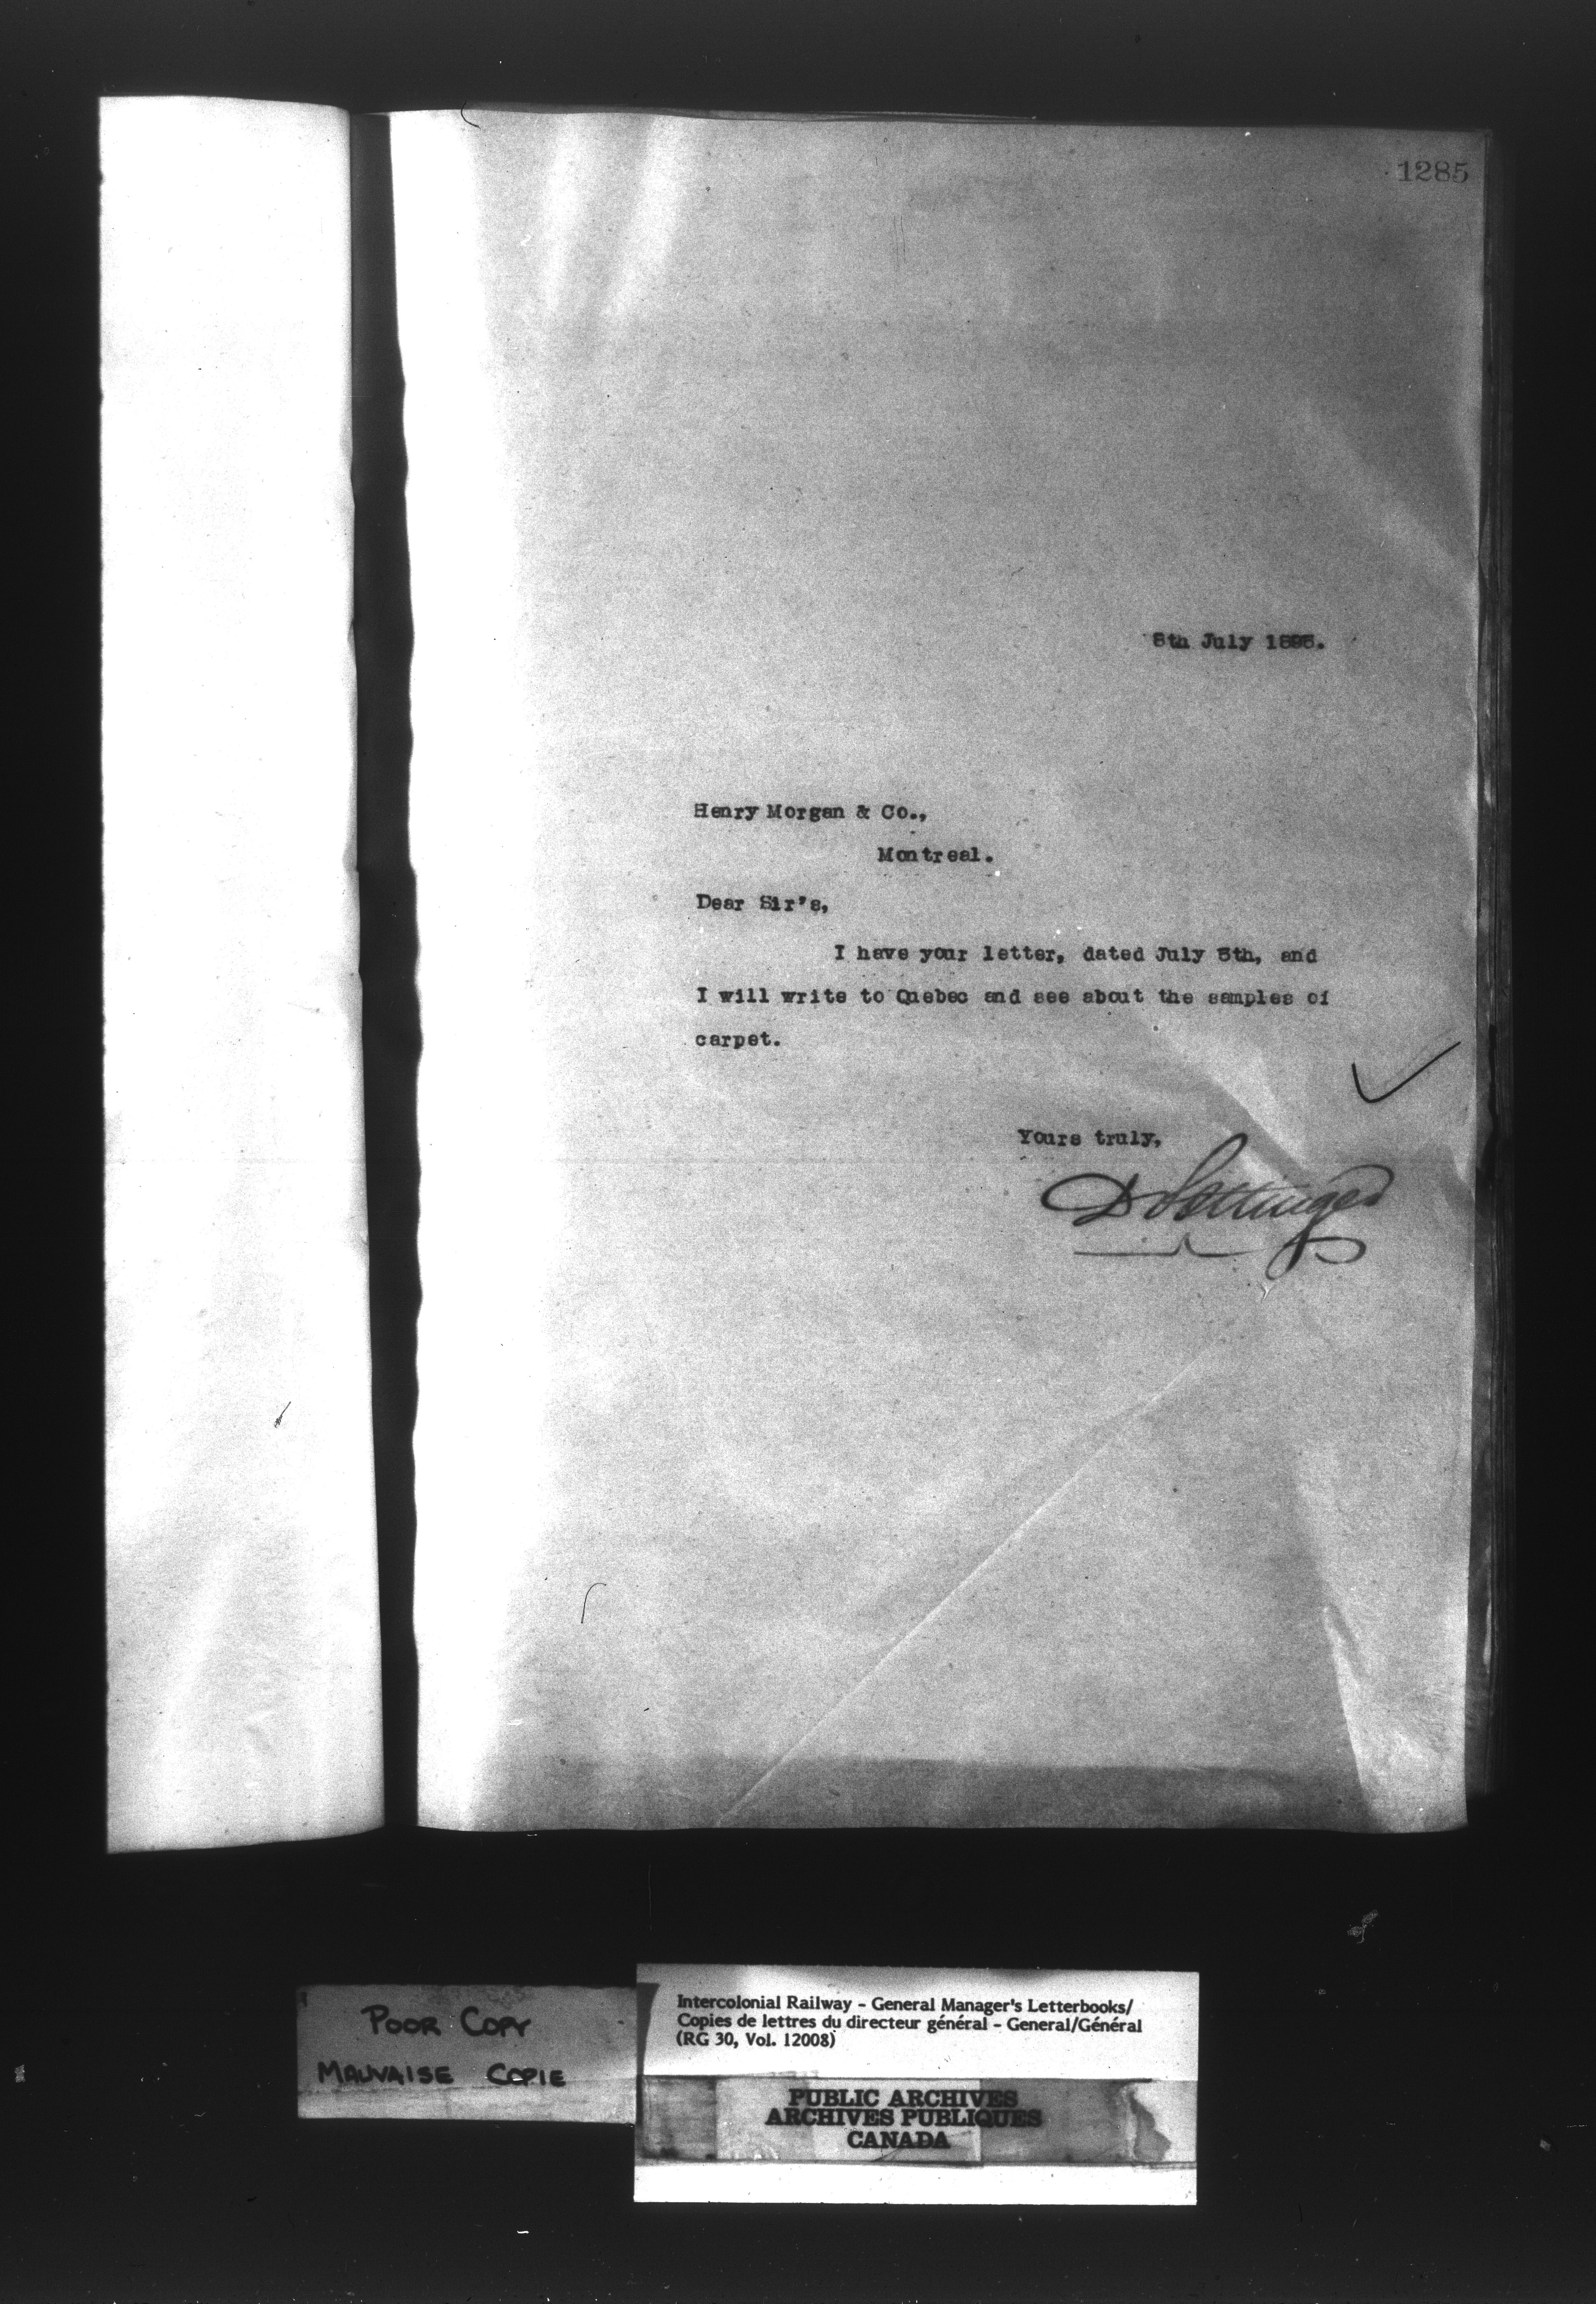 1285
8th July 1895.
Henry Morgan & Co.,
Montreal.
Dear Sir's,
I have your letter, dated July 5th, and
I will write to Quebec and see about the samples of
carpet.
Yours truly,
D Pottinger
POOR COPY
MAUVAISE COPIE
Intercolonial Railway - General Manager's Letterbooks/
Copies de lettres du directeur général - General/Général
(RG 30, Vol. 12008)
PUBLIC ARCHIVES
ARCHIVES PUBLIQUES
CANADA